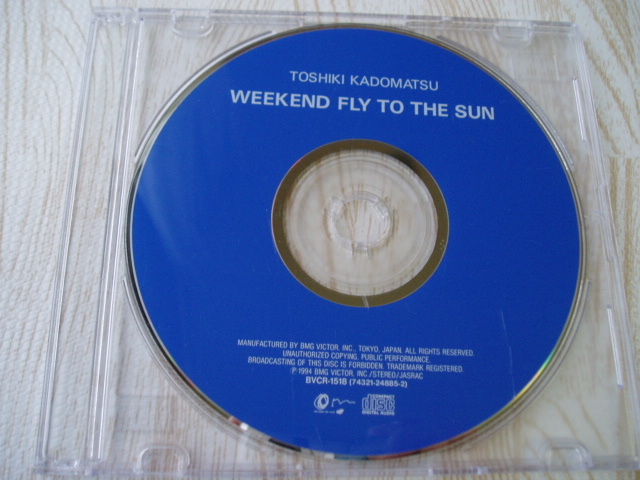 TOSHIKI KADOMATSU
WEEKEND FLY TO THE SUN
MANUFACTURED BY BMG VICTOR, INC., TOKYO, JAPAN. ALL RIGHTS RESERVED.
UNAUTHORIZED COPYING, PUBLIC PERFORMANCE,
BROADCASTING OF THIS DISC IS FORBIDDEN. TRADEMARK REGISTERED.
Ⓟ 1994 BMG VICTOR, INC./STEREO/JASRAC
BVCR-1518 (74321-24885-2)
COMPACT
disc
DIGITAL AUDIO